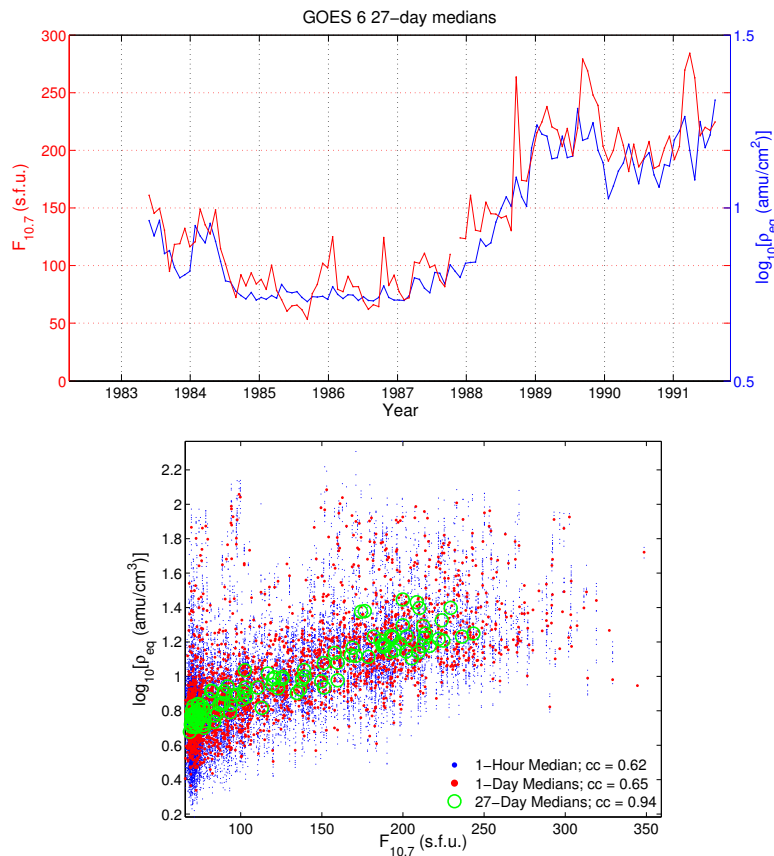 GOES 6 27−day medians
300
250
200
150
100
50
0
F10.7 (s.f.u.)
1.5
1
0.5
log10[ρeq (amu/cm²)]
1983 1984 1985 1986 1987 1988 1989 1990 1991
Year
2.2
2
1.8
1.6
1.4
1.2
1
0.8
0.6
0.4
0.2
log10[ρeq (amu/cm³)]
1−Hour Median; cc = 0.62
1−Day Medians; cc = 0.65
27−Day Medians; cc = 0.94
100 150 200 250 300 350
F10.7 (s.f.u.)